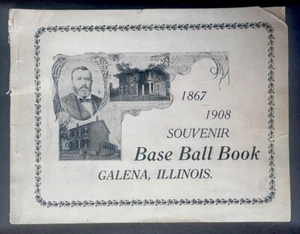 1867
1908
SOUVENIR
Base Ball Book
GALENA, ILLINOIS.